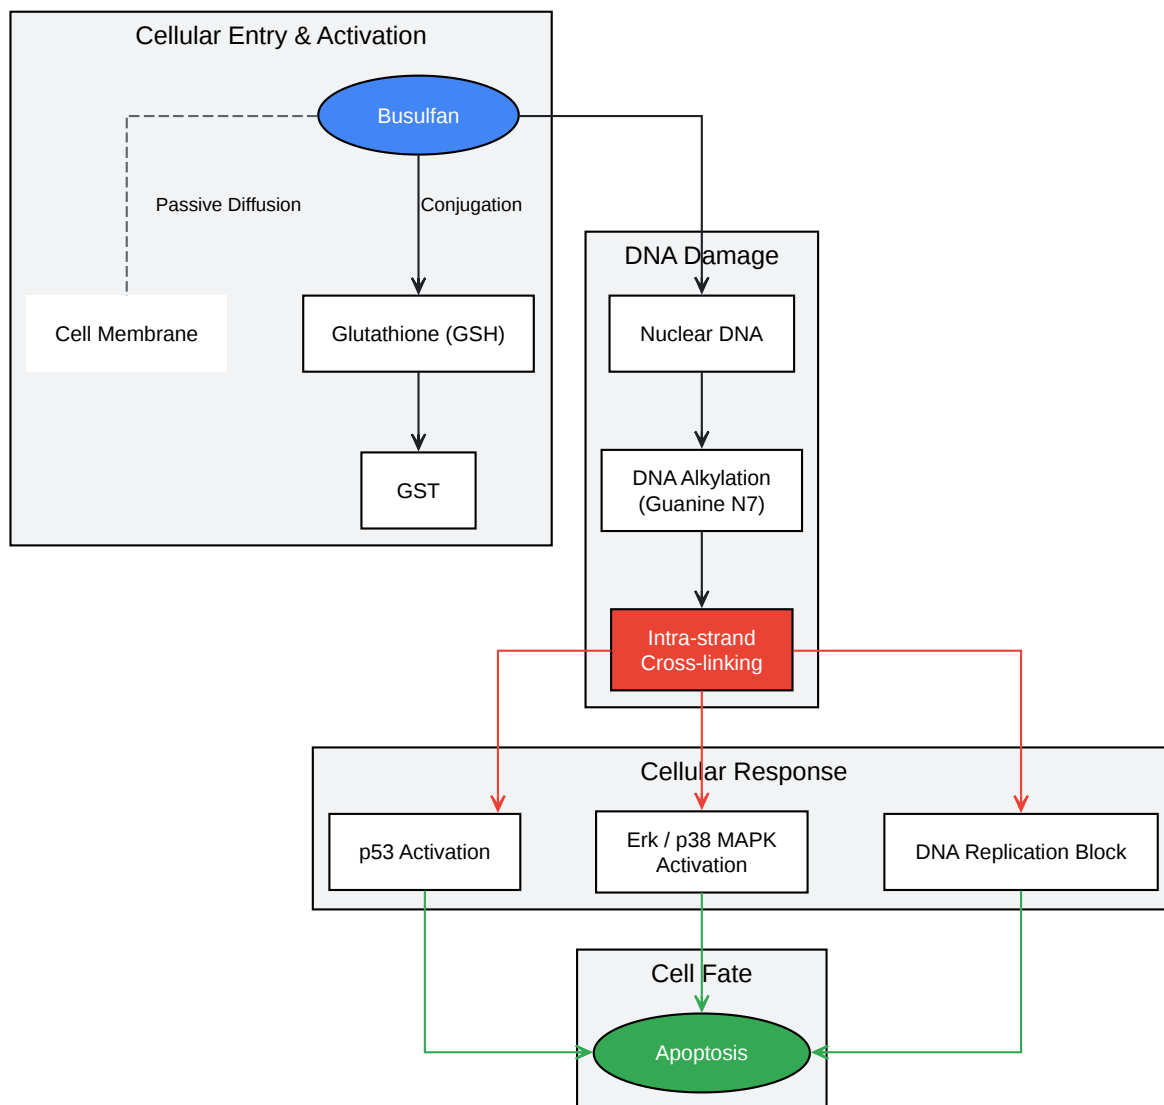 Cellular Entry & Activation
Busulfan
Passive Diffusion
Conjugation
DNA Damage
Cell Membrane
Glutathione (GSH)
Nuclear DNA
GST
DNA Alkylation
(Guanine N7)
Intra-strand
Cross-linking
Cellular Response
p53 Activation
Erk / p38 MAPK
Activation
DNA Replication Block
Cell Fate
Apoptosis